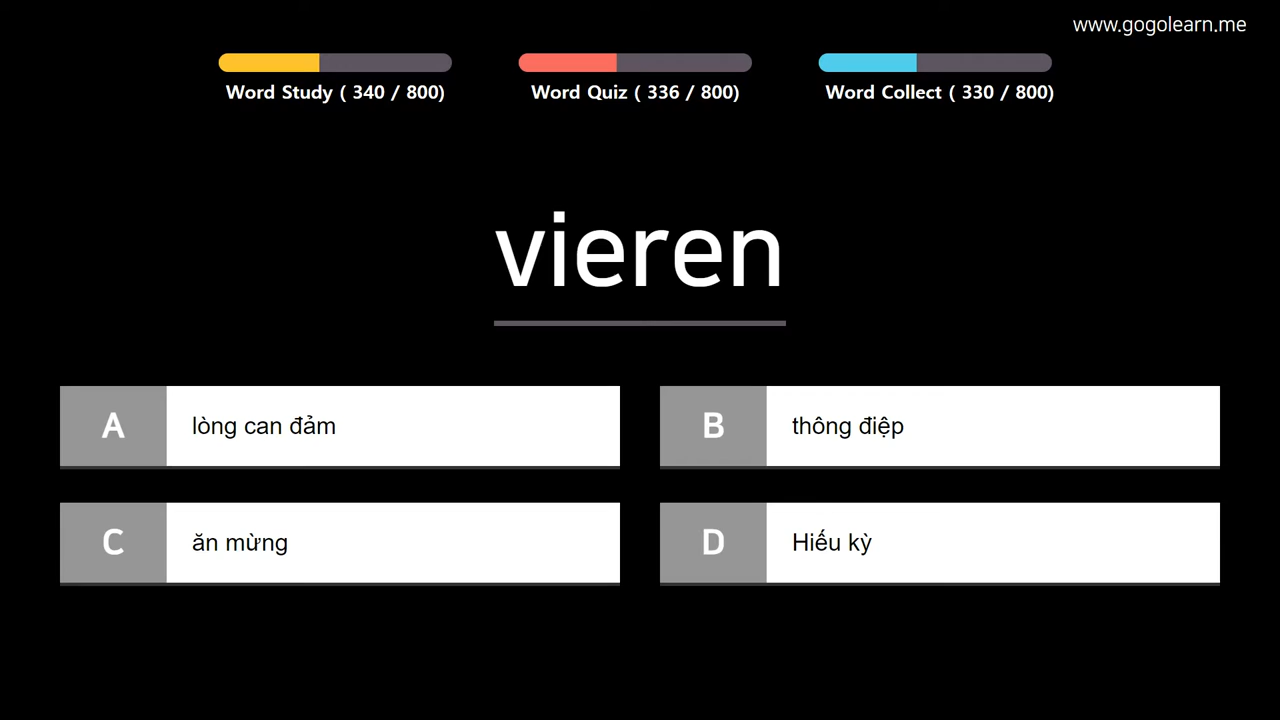 www.gogolearn.me
Word Study ( 340 / 800)
Word Quiz ( 336 / 800)
Word Collect ( 330 / 800)
vieren
A lòng can đảm
B thông điệp
C ăn mừng
D Hiếu kỳ